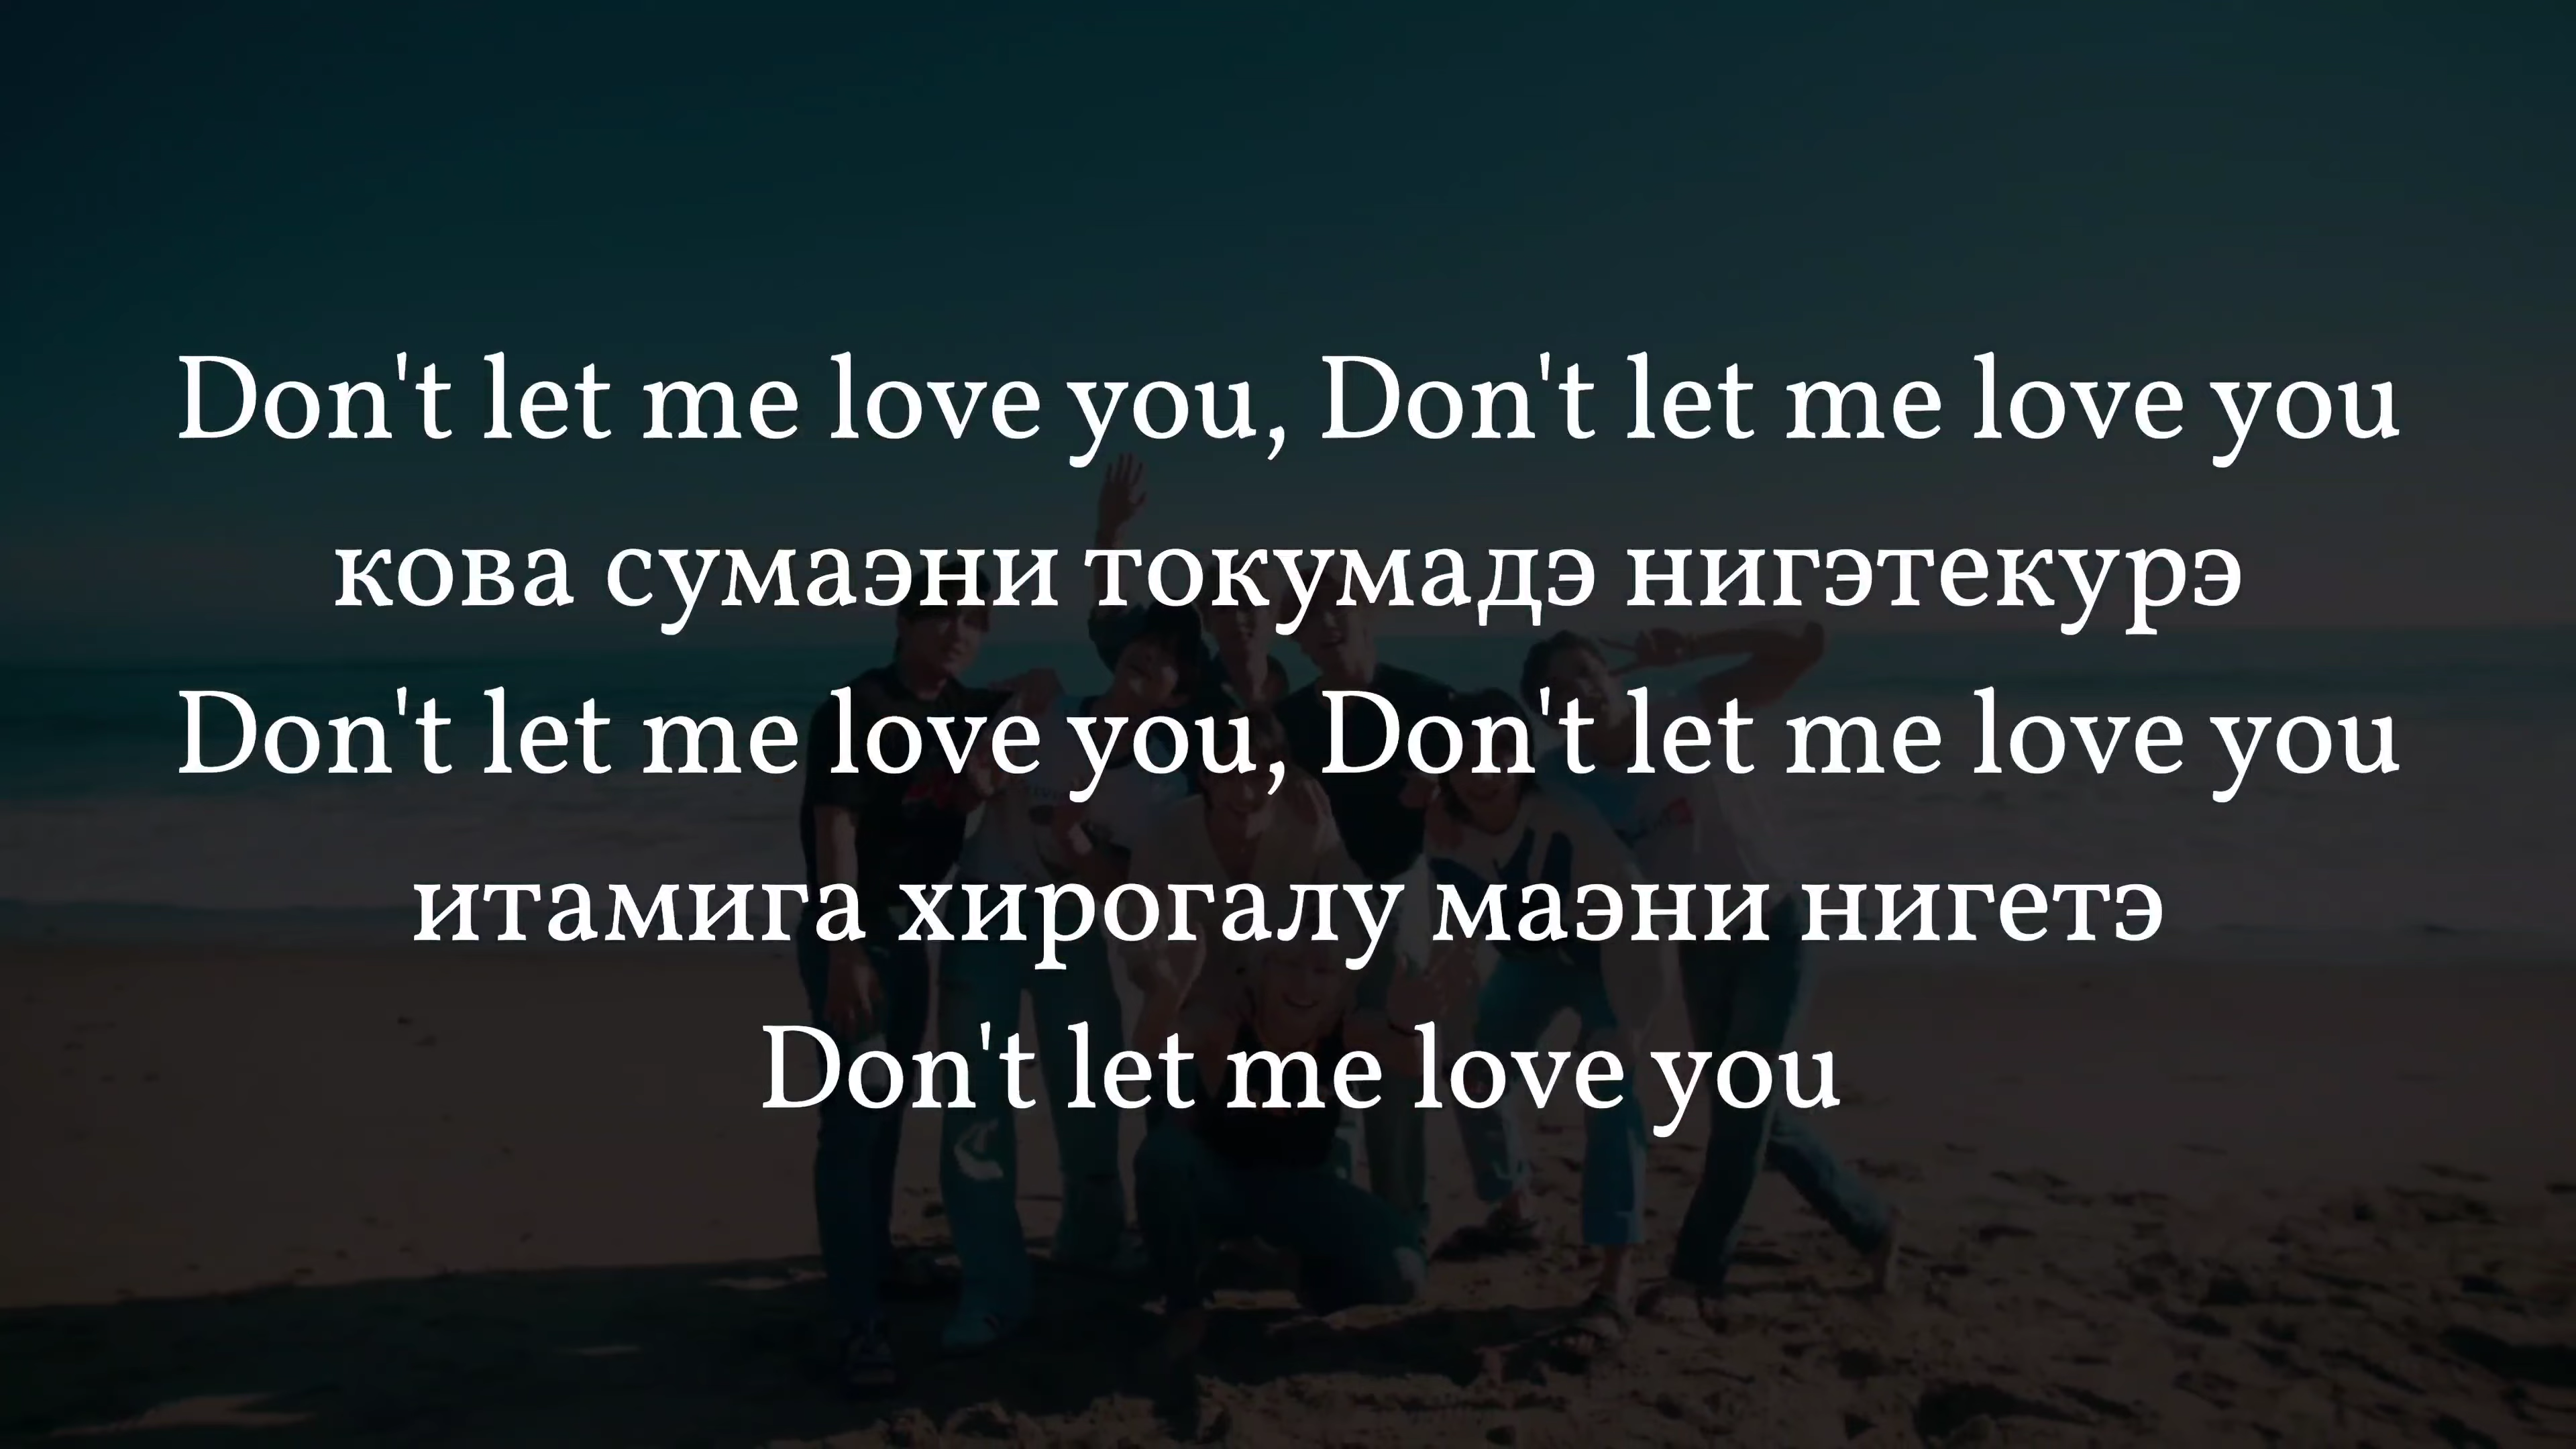 Don't let me love you, Don't let me love you
кова сумаэни токумадэ нигэтекурэ
Don't let me love you, Don't let me love you
итамига хирогалу маэни нигетэ
Don't let me love you